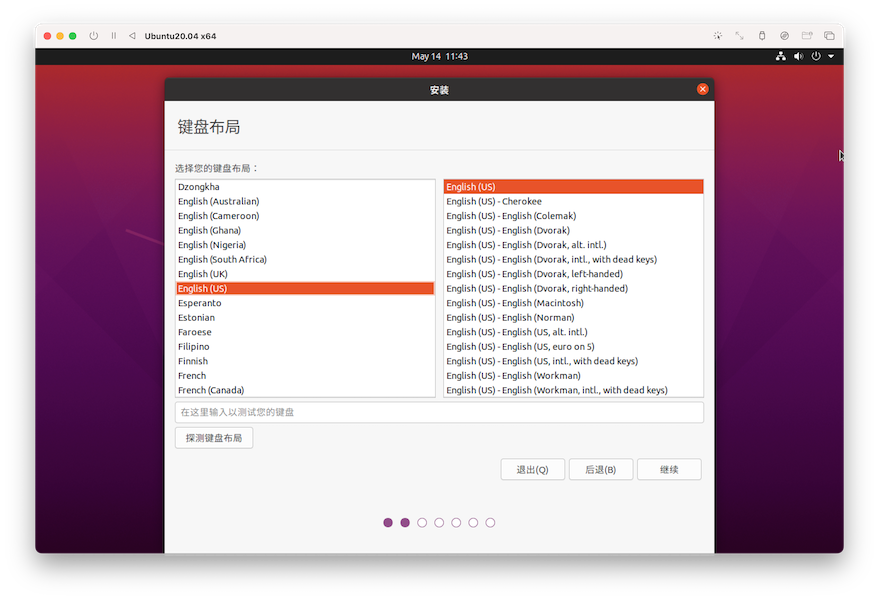 Ubuntu20.04 x64
May 14 11:43
安装
键盘布局
选择您的键盘布局：
Dzongkha
English (Australian)
English (Cameroon)
English (Ghana)
English (Nigeria)
English (South Africa)
English (UK)
English (US)
Esperanto
Estonian
Faroese
Filipino
Finnish
French
French (Canada)
English (US)
English (US) - Cherokee
English (US) - English (Colemak)
English (US) - English (Dvorak)
English (US) - English (Dvorak, alt. intl.)
English (US) - English (Dvorak, intl., with dead keys)
English (US) - English (Dvorak, left-handed)
English (US) - English (Dvorak, right-handed)
English (US) - English (Macintosh)
English (US) - English (Norman)
English (US) - English (US, alt. intl.)
English (US) - English (US, euro on 5)
English (US) - English (US, intl., with dead keys)
English (US) - English (Workman)
English (US) - English (Workman, intl., with dead keys)
在这里输入以测试您的键盘
探测键盘布局
退出(Q) 后退(B) 继续